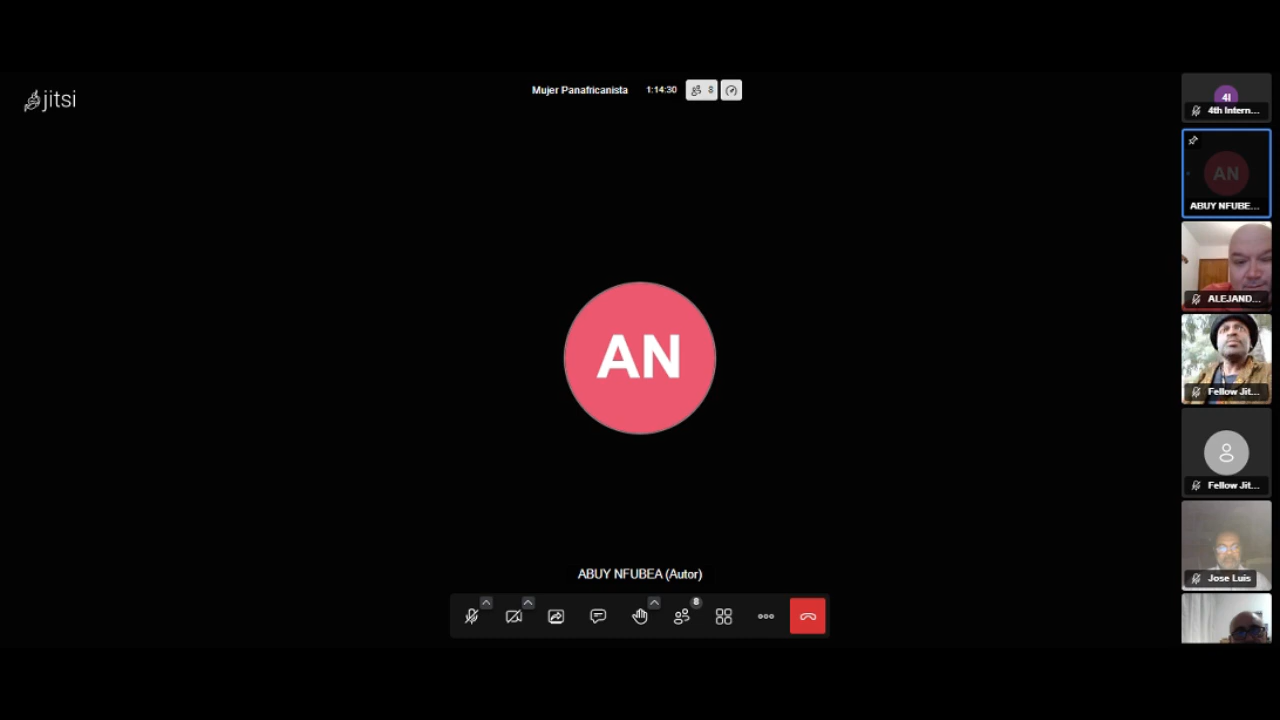 jitsi
Mujer Panafricanista 1:14:30 8
4I
4th Intern...
AN
ABUY NFUBE...
ALEJAND...
Fellow Jit...
Fellow Jit...
Jose Luis
AN
ABUY NFUBEA (Autor)
8